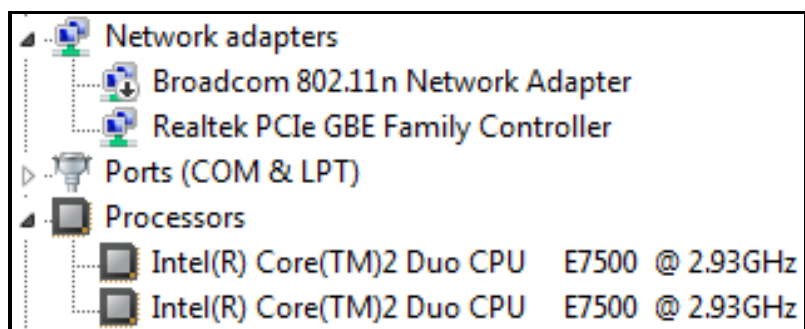 Network adapters
Broadcom 802.11n Network Adapter
Realtek PCIe GBE Family Controller
Ports (COM & LPT)
Processors
Intel(R) Core(TM)2 Duo CPU E7500 @ 2.93GHz
Intel(R) Core(TM)2 Duo CPU E7500 @ 2.93GHz